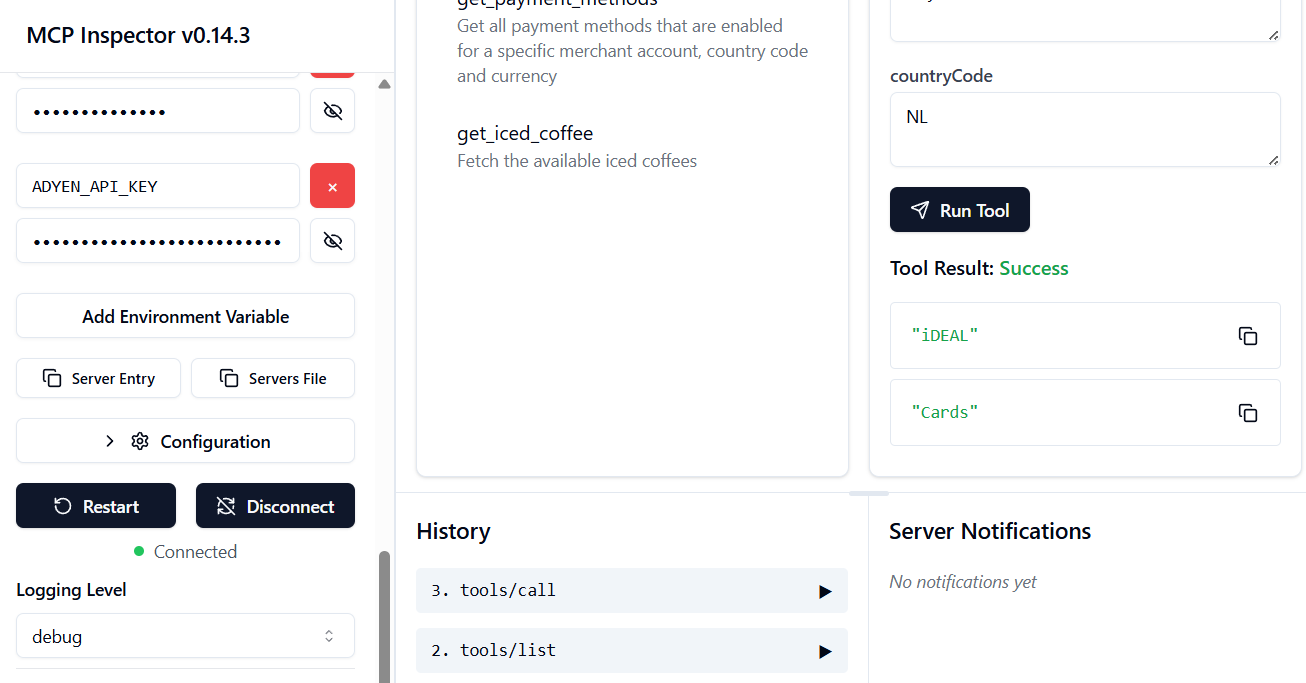 MCP Inspector v0.14.3
••••••••••••••
ADYEN_API_KEY
×
••••••••••••••••••••••••••
Add Environment Variable
Server Entry
Servers File
Configuration
Restart
Disconnect
Connected
Logging Level
debug
get_payment_methods
Get all payment methods that are enabled
for a specific merchant account, country code
and currency
get_iced_coffee
Fetch the available iced coffees
countryCode
NL
Run Tool
Tool Result: Success
"iDEAL"
"Cards"
History
3. tools/call
2. tools/list
Server Notifications
No notifications yet